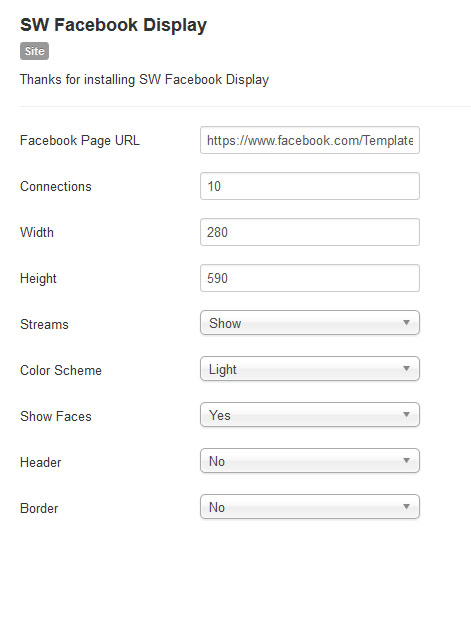 SW Facebook Display
Site
Thanks for installing SW Facebook Display
Facebook Page URL https://www.facebook.com/Template
Connections 10
Width 280
Height 590
Streams Show
Color Scheme Light
Show Faces Yes
Header No
Border No